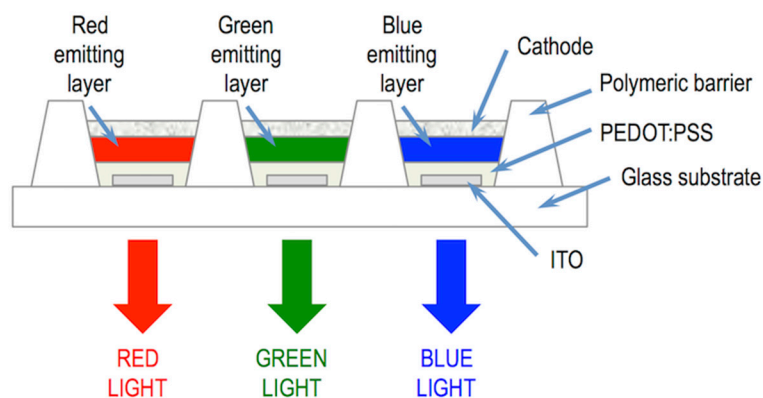 Red
emitting
layer
Green
emitting
layer
Blue
emitting
layer
Cathode
Polymeric barrier
PEDOT:PSS
Glass substrate
ITO
RED
LIGHT
GREEN
LIGHT
BLUE
LIGHT